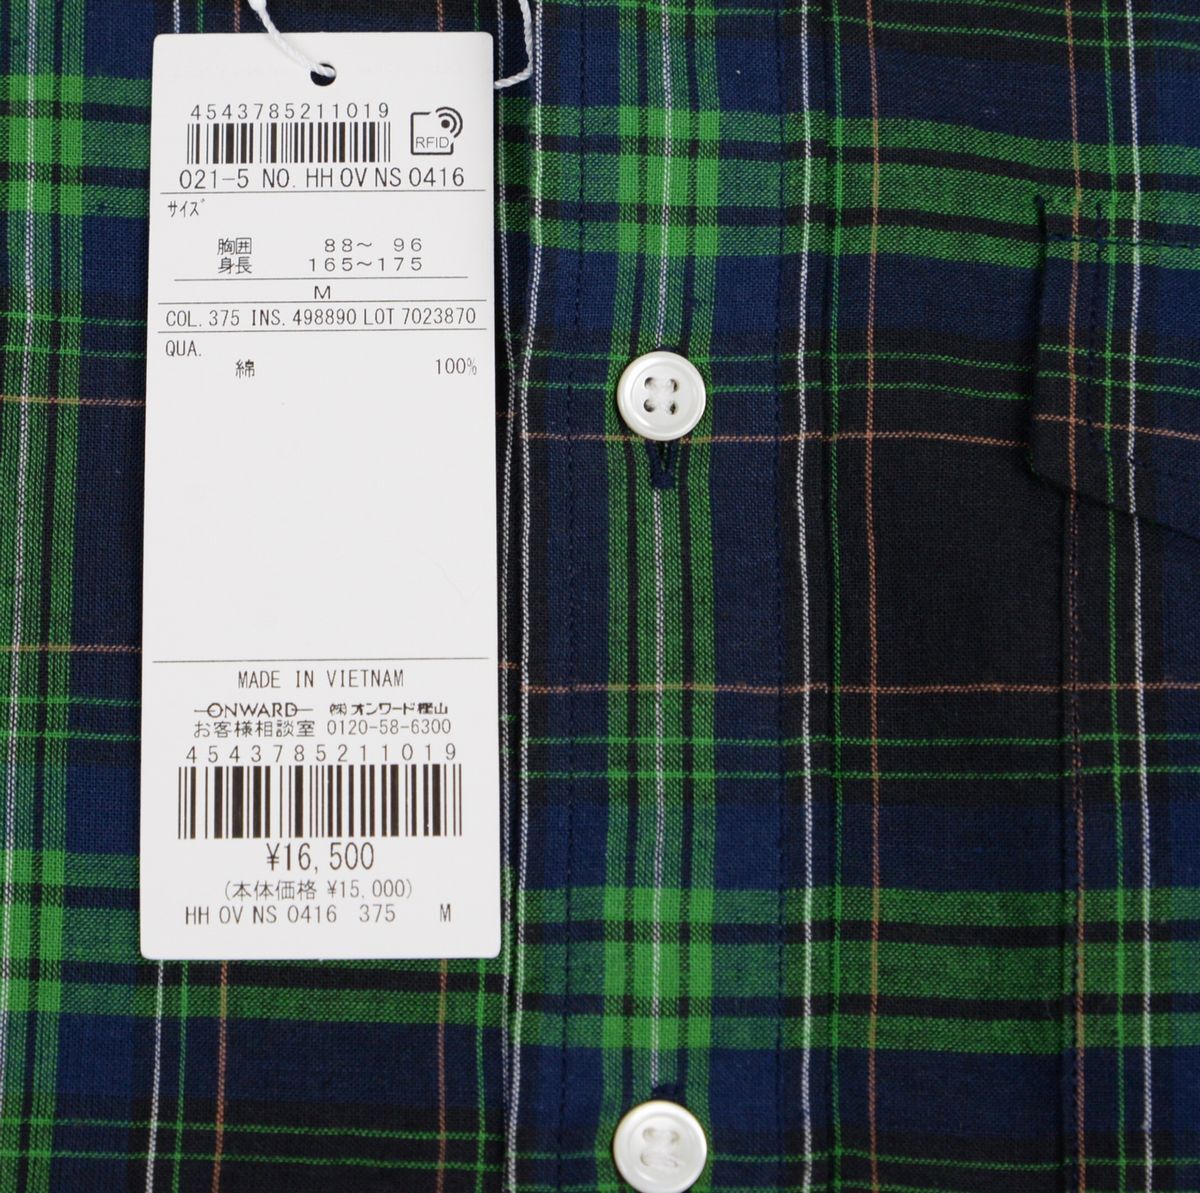 4543785211019
RFID
021-5 NO. HH OV NS 0416
サイズ
胸囲 88～ 96
身長 165～175
M
COL. 375 INS. 498890 LOT 7023870
QUA.
綿 100%
MADE IN VIETNAM
ONWARD ㈱オンワード樫山
お客様相談室 0120-58-6300
4543785211019
¥16,500
(本体価格 ¥15,000)
HH OV NS 0416 375 M